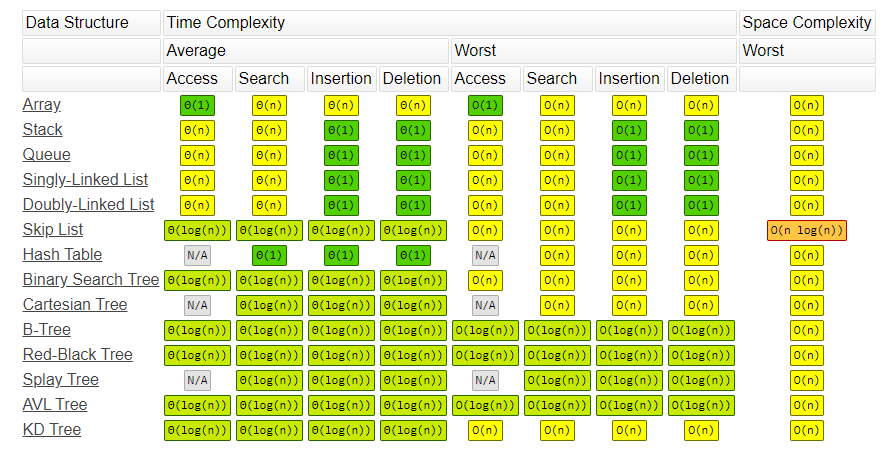 Data Structure Time Complexity Space Complexity
Average Worst Worst
Access Search Insertion Deletion Access Search Insertion Deletion
Array Θ(1) Θ(n) Θ(n) Θ(n) O(1) O(n) O(n) O(n) O(n)
Stack Θ(n) Θ(n) Θ(1) Θ(1) O(n) O(n) O(1) O(1) O(n)
Queue Θ(n) Θ(n) Θ(1) Θ(1) O(n) O(n) O(1) O(1) O(n)
Singly-Linked List Θ(n) Θ(n) Θ(1) Θ(1) O(n) O(n) O(1) O(1) O(n)
Doubly-Linked List Θ(n) Θ(n) Θ(1) Θ(1) O(n) O(n) O(1) O(1) O(n)
Skip List Θ(log(n)) Θ(log(n)) Θ(log(n)) Θ(log(n)) O(n) O(n) O(n) O(n) O(n log(n))
Hash Table N/A Θ(1) Θ(1) Θ(1) N/A O(n) O(n) O(n) O(n)
Binary Search Tree Θ(log(n)) Θ(log(n)) Θ(log(n)) Θ(log(n)) O(n) O(n) O(n) O(n) O(n)
Cartesian Tree N/A Θ(log(n)) Θ(log(n)) Θ(log(n)) N/A O(n) O(n) O(n) O(n)
B-Tree Θ(log(n)) Θ(log(n)) Θ(log(n)) Θ(log(n)) O(log(n)) O(log(n)) O(log(n)) O(log(n)) O(n)
Red-Black Tree Θ(log(n)) Θ(log(n)) Θ(log(n)) Θ(log(n)) O(log(n)) O(log(n)) O(log(n)) O(log(n)) O(n)
Splay Tree N/A Θ(log(n)) Θ(log(n)) Θ(log(n)) N/A O(log(n)) O(log(n)) O(log(n)) O(n)
AVL Tree Θ(log(n)) Θ(log(n)) Θ(log(n)) Θ(log(n)) O(log(n)) O(log(n)) O(log(n)) O(log(n)) O(n)
KD Tree Θ(log(n)) Θ(log(n)) Θ(log(n)) Θ(log(n)) O(n) O(n) O(n) O(n) O(n)